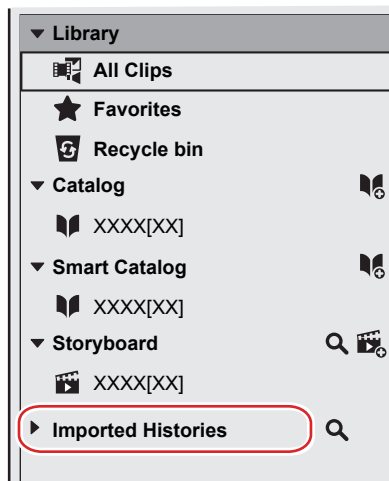 Library
All Clips
Favorites
Recycle bin
Catalog
XXXX[XX]
Smart Catalog
XXXX[XX]
Storyboard
XXXX[XX]
Imported Histories